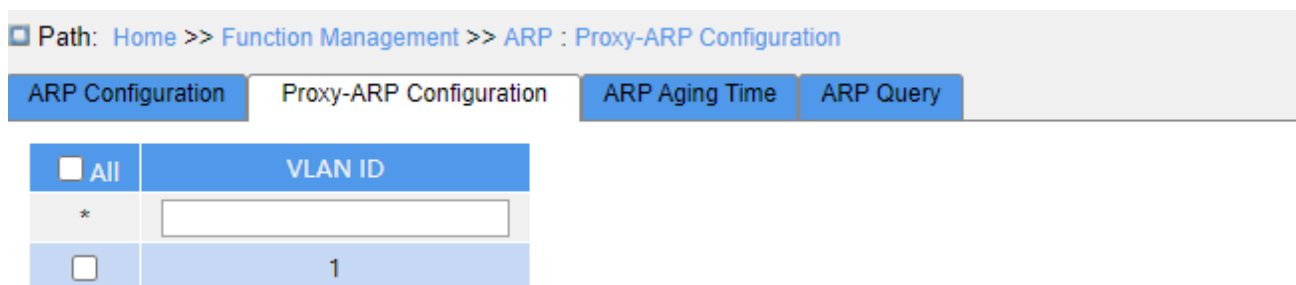 Path: Home >> Function Management >> ARP : Proxy-ARP Configuration
ARP Configuration Proxy-ARP Configuration ARP Aging Time ARP Query
All VLAN ID
*
1